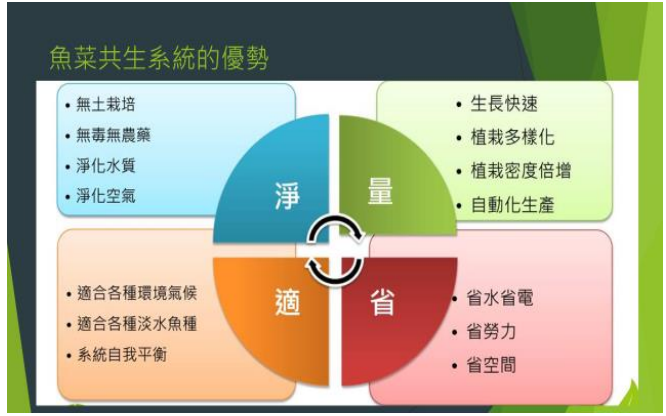 魚菜共生系統的優勢
• 無土栽培
• 無毒無農藥
• 淨化水質
• 淨化空氣
淨
量
• 生長快速
• 植栽多樣化
• 植栽密度倍增
• 自動化生產
• 適合各種環境氣候
• 適合各種淡水魚種
• 系統自我平衡
適
省
• 省水省電
• 省勞力
• 省空間